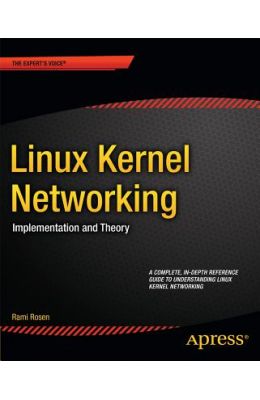 THE EXPERT'S VOICE®
Linux Kernel
Networking
Implementation and Theory
A COMPLETE, IN-DEPTH REFERENCE
GUIDE TO UNDERSTANDING LINUX
KERNEL NETWORKING
Rami Rosen
Apress®